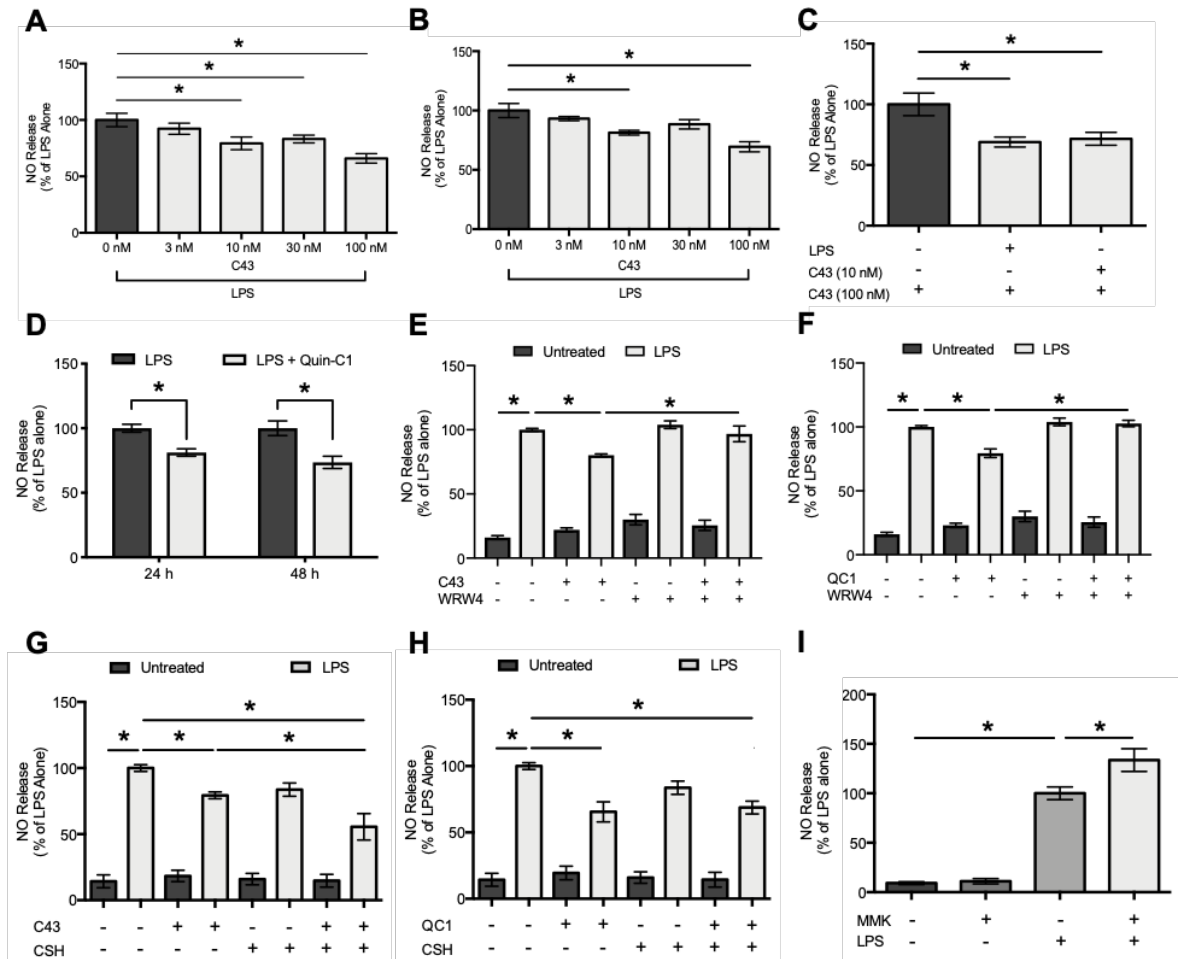 A
NO Release
(% of LPS Alone)
150
100
50
0
*
*
*
0 nM 3 nM 10 nM 30 nM 100 nM
C43
LPS
B
NO Release
(% of LPS Alone)
150
100
50
0
*
*
0 nM 3 nM 10 nM 30 nM 100 nM
C43
LPS
C
NO Release
(% of LPS Alone)
150
100
50
0
*
*
LPS - + -
C43 (10 nM) - - +
C43 (100 nM) + + +
D
LPS LPS + Quin-C1
NO Release
(% of LPS alone)
150
100
50
0
* *
24 h 48 h
E
Untreated LPS
NO Release
(% of LPS alone)
150
100
50
0
* * *
C43 - - + + - - + +
WRW4 - - - - + + + +
F
Untreated LPS
NO Release
(% of LPS alone)
150
100
50
0
* * *
QC1 - - + + - - + +
WRW4 - - - - + + + +
G
Untreated LPS
NO Release
(% of LPS Alone)
150
100
50
0
*
* * *
C43 - - + + - - + +
CSH - - - - + + + +
H
Untreated LPS
NO Release
(% of LPS Alone)
150
100
50
0
*
* *
QC1 - - + + - - + +
CSH - - - - + + + +
I
NO Release
(% of LPS alone)
200
150
100
50
0
* *
MMK - + - +
LPS - - + +